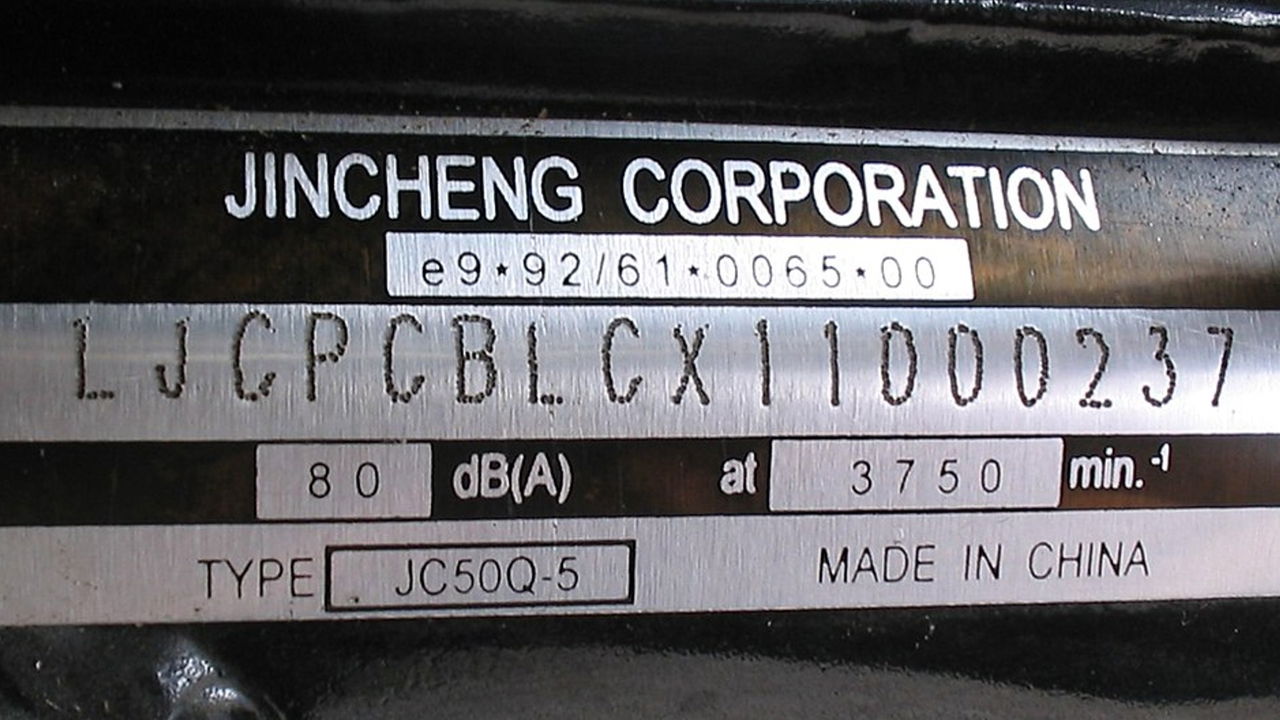 JINCHENG CORPORATION
e9*92/61*0065*00
LJCPCBLCX11000237
80 dB(A) at 3750 min.-1
TYPE JC50Q-5 MADE IN CHINA